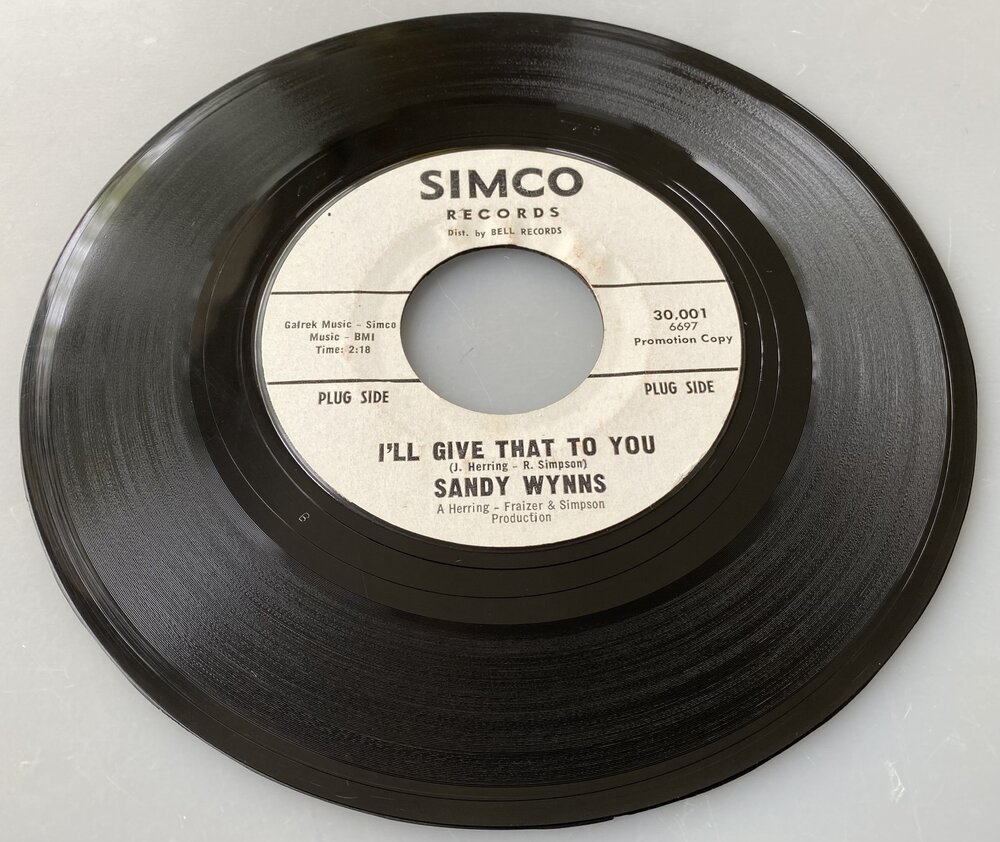 SIMCO
RECORDS
Dist. by BELL RECORDS
Galrek Music - Simco
Music - BMI
Time: 2:18
30,001
6697
Promotion Copy
PLUG SIDE
PLUG SIDE
I'LL GIVE THAT TO YOU
(J. Herring - R. Simpson)
SANDY WYNNS
A Herring - Fraizer & Simpson
Production
B